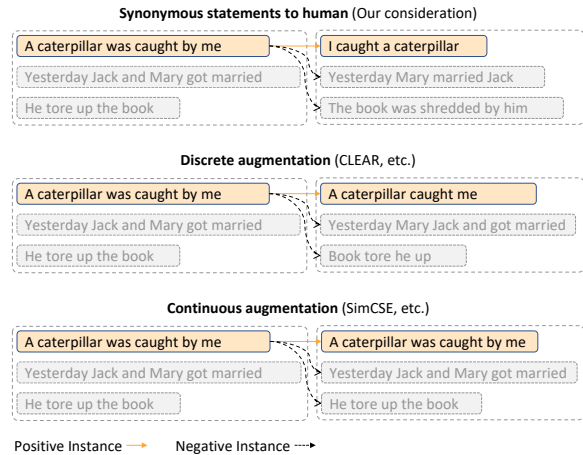 Synonymous statements to human (Our consideration)
A caterpillar was caught by me
I caught a caterpillar
Yesterday Jack and Mary got married
Yesterday Mary married Jack
He tore up the book
The book was shredded by him
Discrete augmentation (CLEAR, etc.)
A caterpillar was caught by me
A caterpillar caught me
Yesterday Jack and Mary got married
Yesterday Mary Jack and got married
He tore up the book
Book tore he up
Continuous augmentation (SimCSE, etc.)
A caterpillar was caught by me
A caterpillar was caught by me
Yesterday Jack and Mary got married
Yesterday Jack and Mary got married
He tore up the book
He tore up the book
Positive Instance
Negative Instance